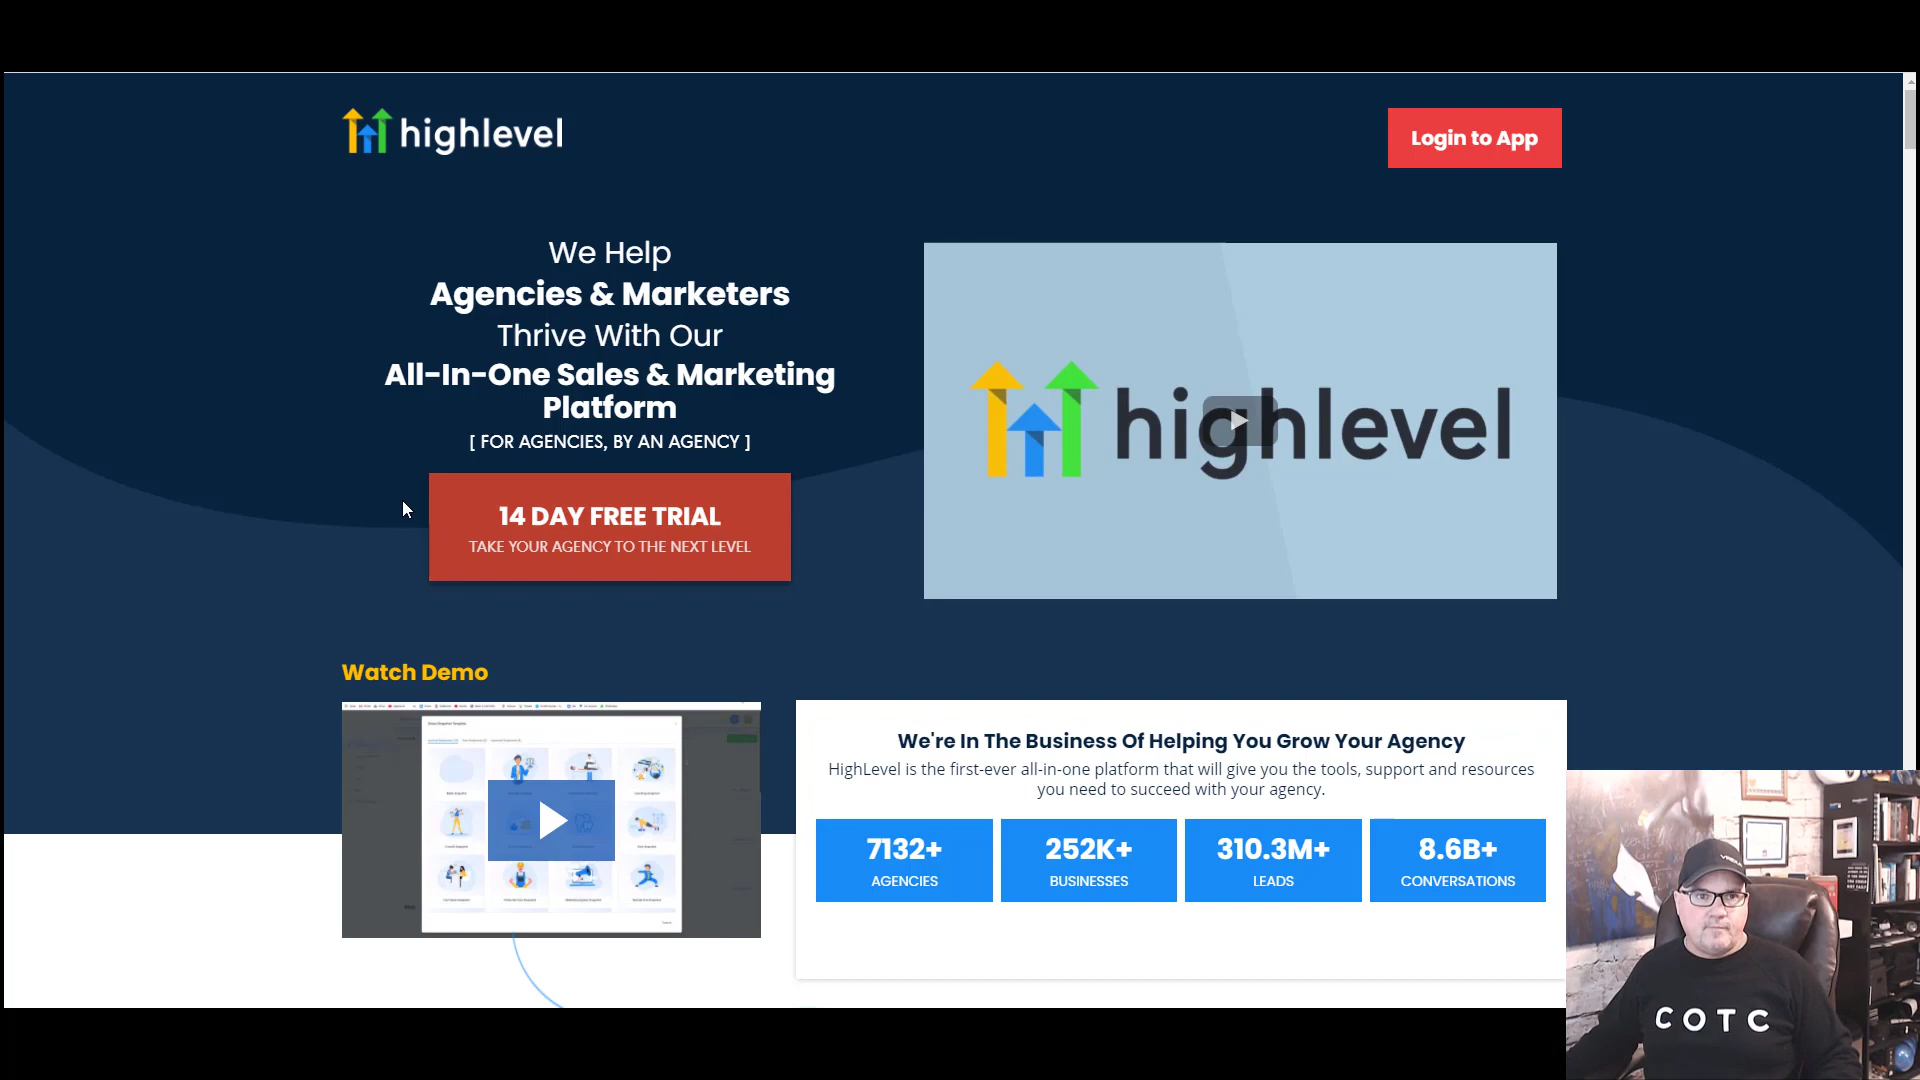 highlevel
Login to App
We Help
Agencies & Marketers
Thrive With Our
All-In-One Sales & Marketing
Platform
[ FOR AGENCIES, BY AN AGENCY ]
14 DAY FREE TRIAL
TAKE YOUR AGENCY TO THE NEXT LEVEL
highlevel
Watch Demo
We're In The Business Of Helping You Grow Your Agency
HighLevel is the first-ever all-in-one platform that will give you the tools, support and resources
you need to succeed with your agency.
7132+
AGENCIES
252K+
BUSINESSES
310.3M+
LEADS
8.6B+
CONVERSATIONS
COTC